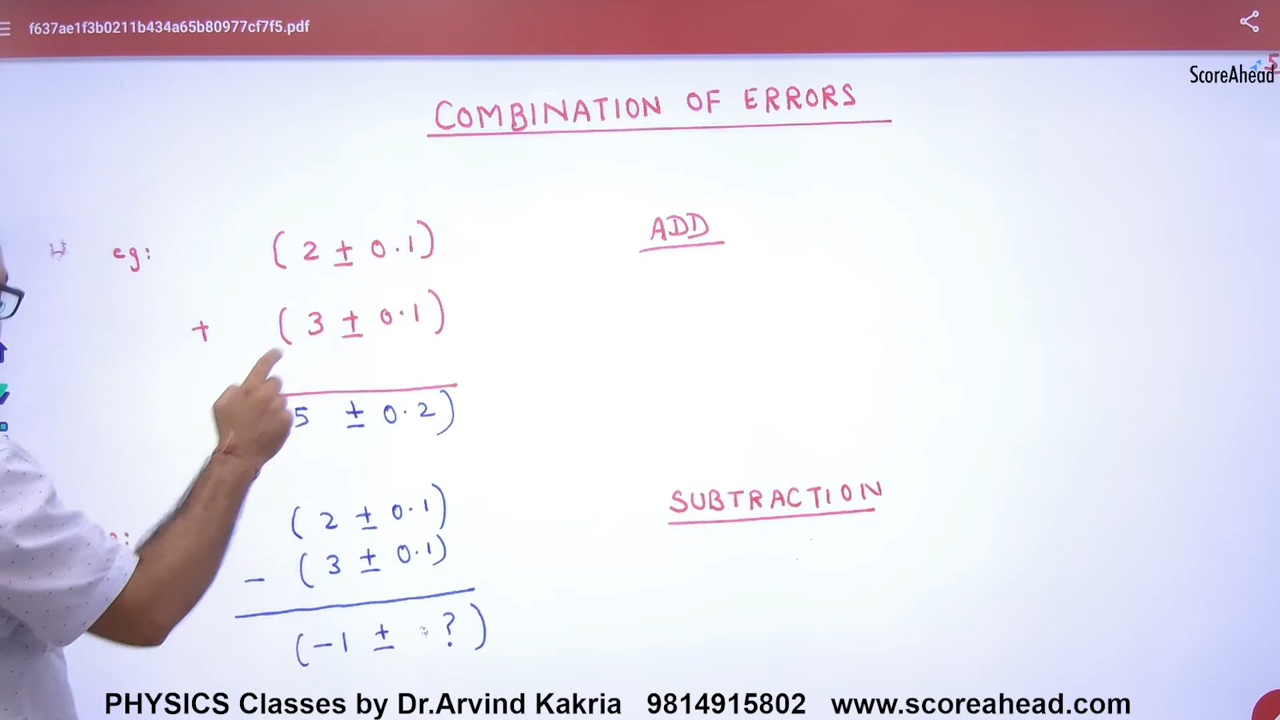 f637ae1f3b0211b434a65b80977cf7f5.pdf
ScoreAhead
COMBINATION OF ERRORS
eg: (2 ± 0.1)
+ (3 ± 0.1)
5 ± 0.2)
ADD
(2 ± 0.1)
- (3 ± 0.1)
(-1 ± ?)
SUBTRACTION
PHYSICS Classes by Dr.Arvind Kakria 9814915802 www.scoreahead.com